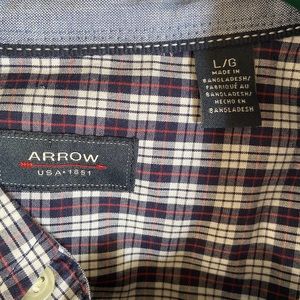 L/G
MADE IN
BANGLADESH/
FABRIQUÉ AU
BANGLADESH/
HECHO EN
BANGLADESH
ARROW
USA•1851